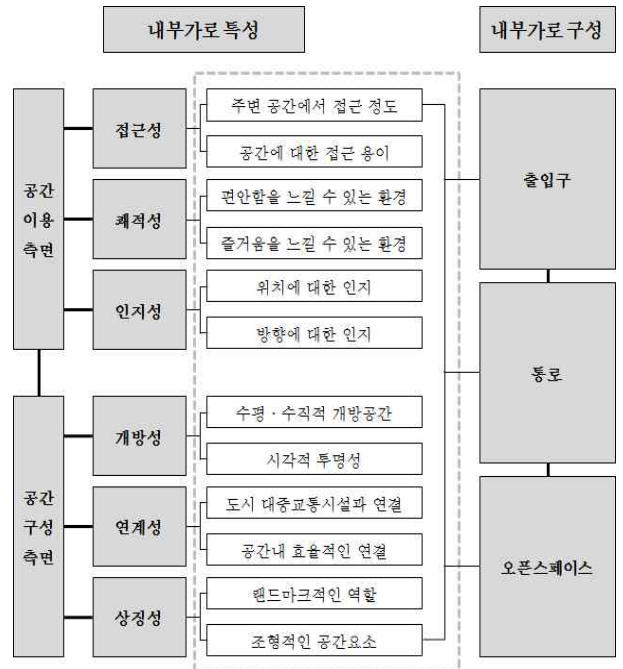 내부가로 특성
내부가로 구성
공간
이용
측면
접근성
주변 공간에서 접근 정도
공간에 대한 접근 용이
쾌적성
편안함을 느낄 수 있는 환경
즐거움을 느낄 수 있는 환경
인지성
위치에 대한 인지
방향에 대한 인지
공간
구성
측면
개방성
수평 · 수직적 개방공간
시각적 투명성
연계성
도시 대중교통시설과 연결
공간내 효율적인 연결
상징성
랜드마크적인 역할
조형적인 공간요소
출입구
통로
오픈스페이스